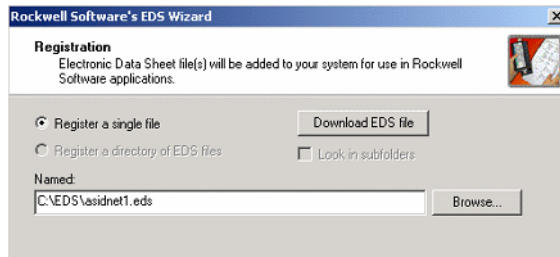 Rockwell Software's EDS Wizard
Registration
Electronic Data Sheet file(s) will be added to your system for use in Rockwell
Software applications.
Register a single file
Download EDS file
Register a directory of EDS files
Look in subfolders
Named:
C:\EDS\asidnet1.eds
Browse...